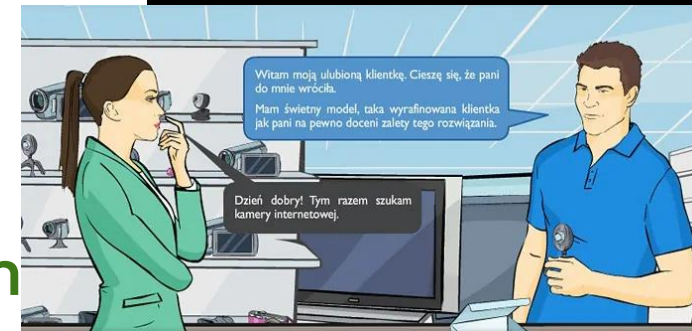 Witam moją ulubioną klientkę. Cieszę się, że pani
do mnie wróciła.
Mam świetny model, taka wyrafinowana klientka
jak pani na pewno doceni zalety tego rozwiązania.
Dzień dobry! Tym razem szukam
kamery internetowej.
n